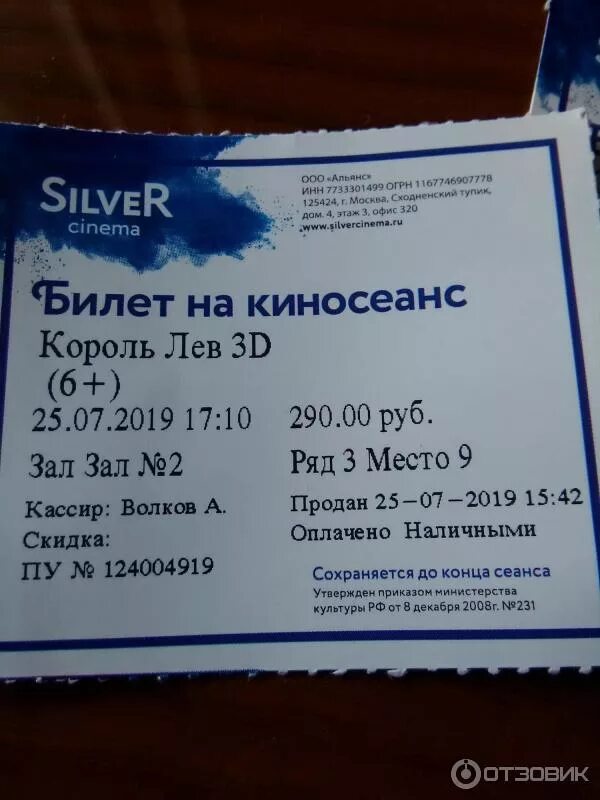 SILVER
cinema
ООО «Альянс»
ИНН 7733301499 ОГРН 1167746907778
125424, г. Москва, Сходненский тупик,
дом. 4, этаж 3, офис 320
www.silvercinema.ru
Билет на киносеанс
Король Лев 3D
(6+)
25.07.2019 17:10 290.00 руб.
Зал Зал №2 Ряд 3 Место 9
Кассир: Волков А. Продан 25-07-2019 15:42
Скидка: Оплачено Наличными
ПУ № 124004919
Сохраняется до конца сеанса
Утвержден приказом министерства
культуры РФ от 8 декабря 2008г. №231
ОТЗОВИК